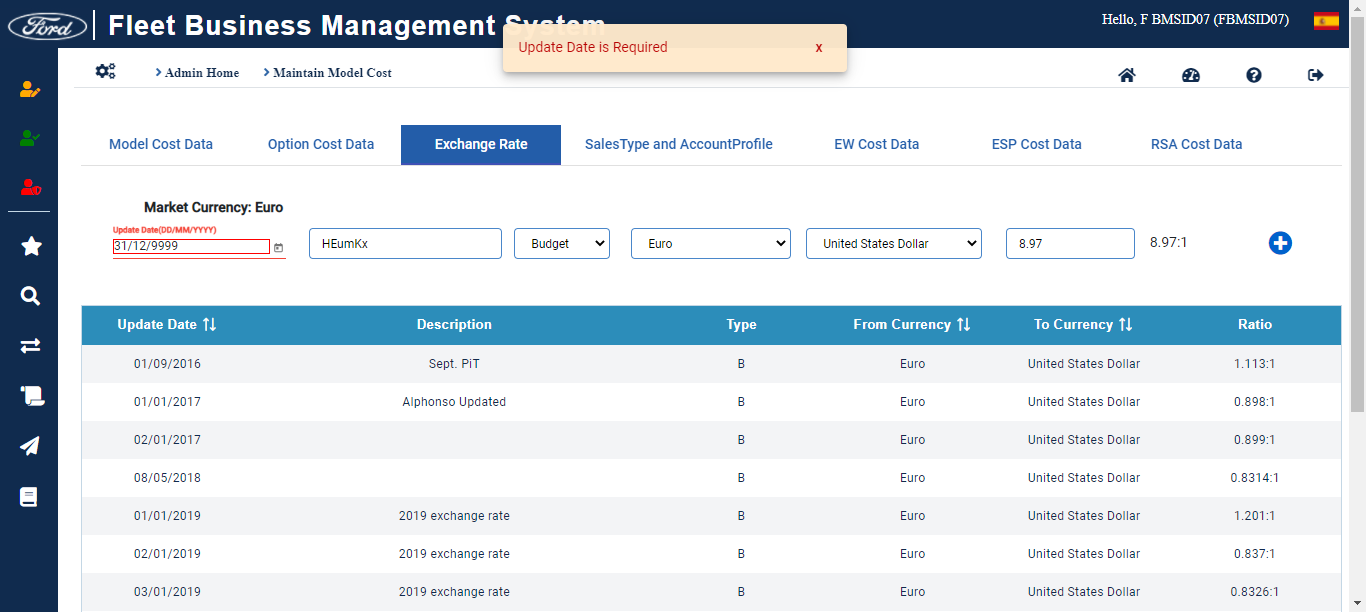 Ford
Fleet Business Management System
Hello, F BMSID07 (FBMSID07)
Update Date is Required x
Admin Home Maintain Model Cost
Model Cost Data Option Cost Data Exchange Rate SalesType and AccountProfile EW Cost Data ESP Cost Data RSA Cost Data
Market Currency: Euro
Update Date(DD/MM/YYYY)
31/12/9999 HEumKx Budget Euro United States Dollar 8.97 8.97:1
Update Date Description Type From Currency To Currency Ratio
01/09/2016 Sept. PiT B Euro United States Dollar 1.113:1
01/01/2017 Alphonso Updated B Euro United States Dollar 0.898:1
02/01/2017 B Euro United States Dollar 0.899:1
08/05/2018 B Euro United States Dollar 0.8314:1
01/01/2019 2019 exchange rate B Euro United States Dollar 1.201:1
02/01/2019 2019 exchange rate B Euro United States Dollar 0.837:1
03/01/2019 2019 exchange rate B Euro United States Dollar 0.8326:1